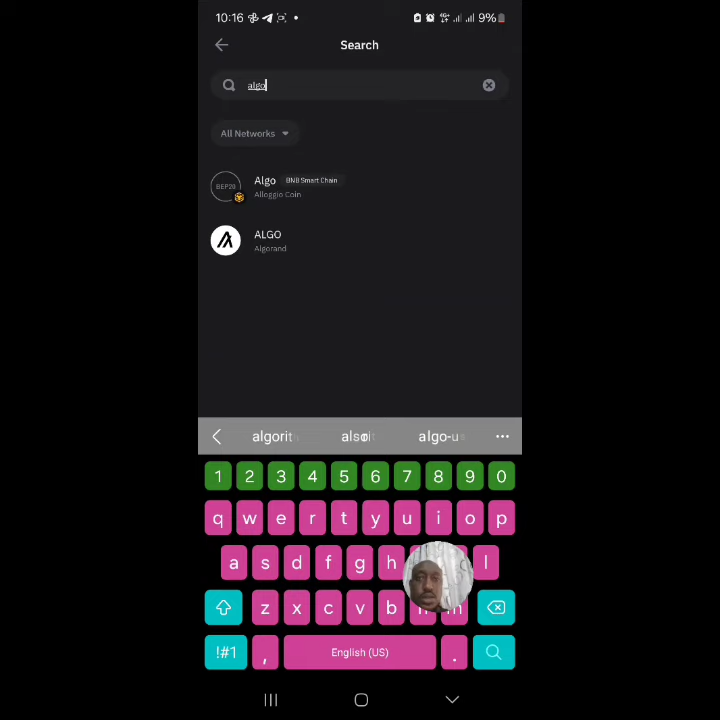 10:16 4G 9%
Search
algo
All Networks
BEP20 Algo BNB Smart Chain
Alloggio Coin
ALGO
Algorand
algo-u
1 2 3 4 5 6 7 8 9 0
q w e r t y u i o p
a s d f g h l
z x c v b n m
!#1 , English (US) .